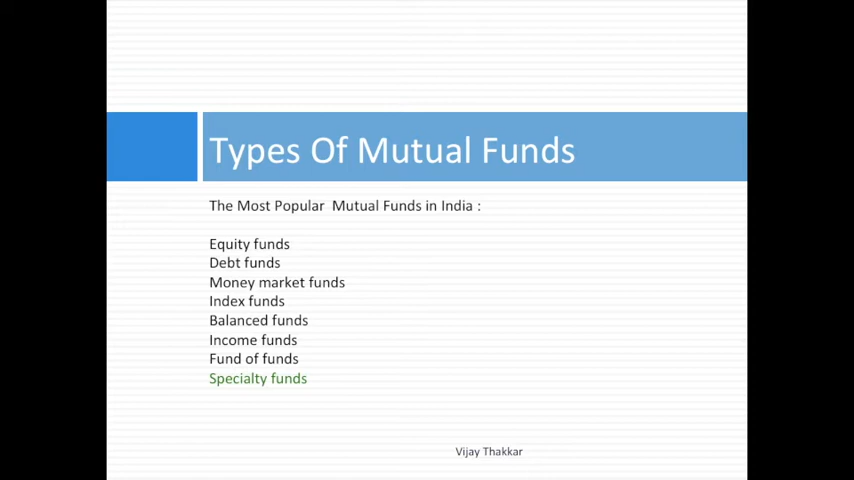 Types Of Mutual Funds
The Most Popular  Mutual Funds in India :
Equity funds
Debt funds
Money market funds
Index funds
Balanced funds
Income funds
Fund of funds
Specialty funds
Vijay Thakkar